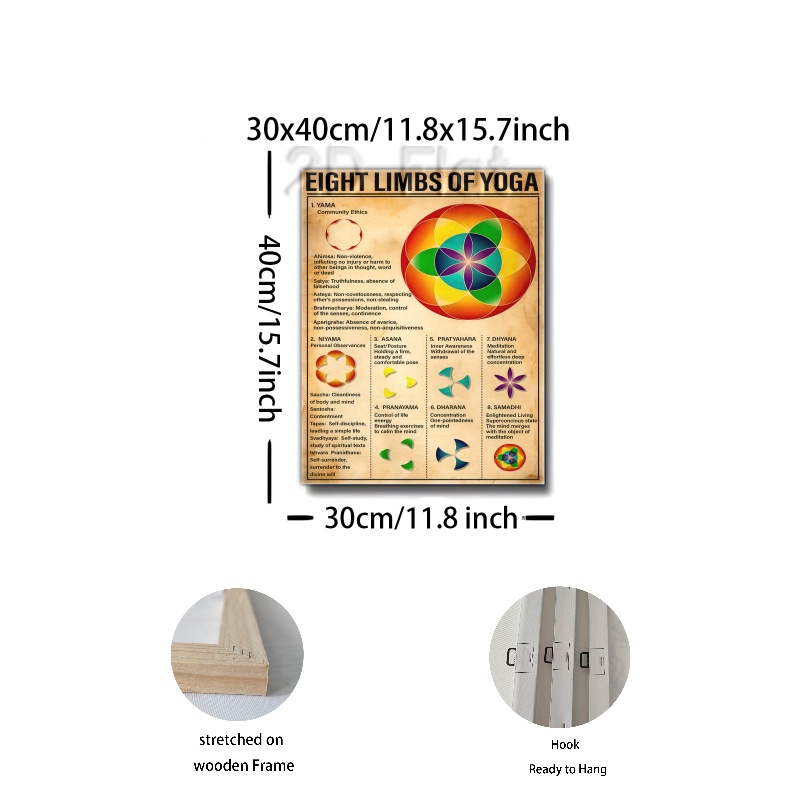 30x40cm/11.8x15.7inch
40cm/15.7inch
EIGHT LIMBS OF YOGA
1. YAMA
Community Ethics
Ahimsa: Non-violence,
inflicting no injury or harm to
other beings in thought, word
or deed
Satya: Truthfulness, absence of
falsehood
Asteya: Non-covetousness, respecting
other's possessions, non-stealing
Brahmacherya: Moderation, control
of the senses, continence
Aparigraha: Absence of avarice,
non-possessiveness, non-acquisitiveness
2. NIYAMA
Personal Observances
Saucha: Cleanliness
of body and mind
Santosha:
Contentment
Tapas: Self-discipline,
leading a simple life
Svadhyaya: Self-study,
study of spiritual texts
Ishvara Pranidhana:
Self-surrender,
surrender to the
divine will
3. ASANA
Seat/Posture
Holding a firm,
steady and
comfortable pose
4. PRANAYAMA
Control of life
energy
Breathing exercises
to calm the mind
5. PRATYAHARA
Inner Awareness
Withdrawal of the
senses
6. DHARANA
Concentration
One-pointedness
of mind
7. DHYANA
Meditation
Natural and
effortless deep
concentration
8. SAMADHI
Enlightened Living
Superconcious state
The mind merges
with the object of
meditation
30cm/11.8 inch
stretched on
wooden Frame
Hook
Ready to Hang